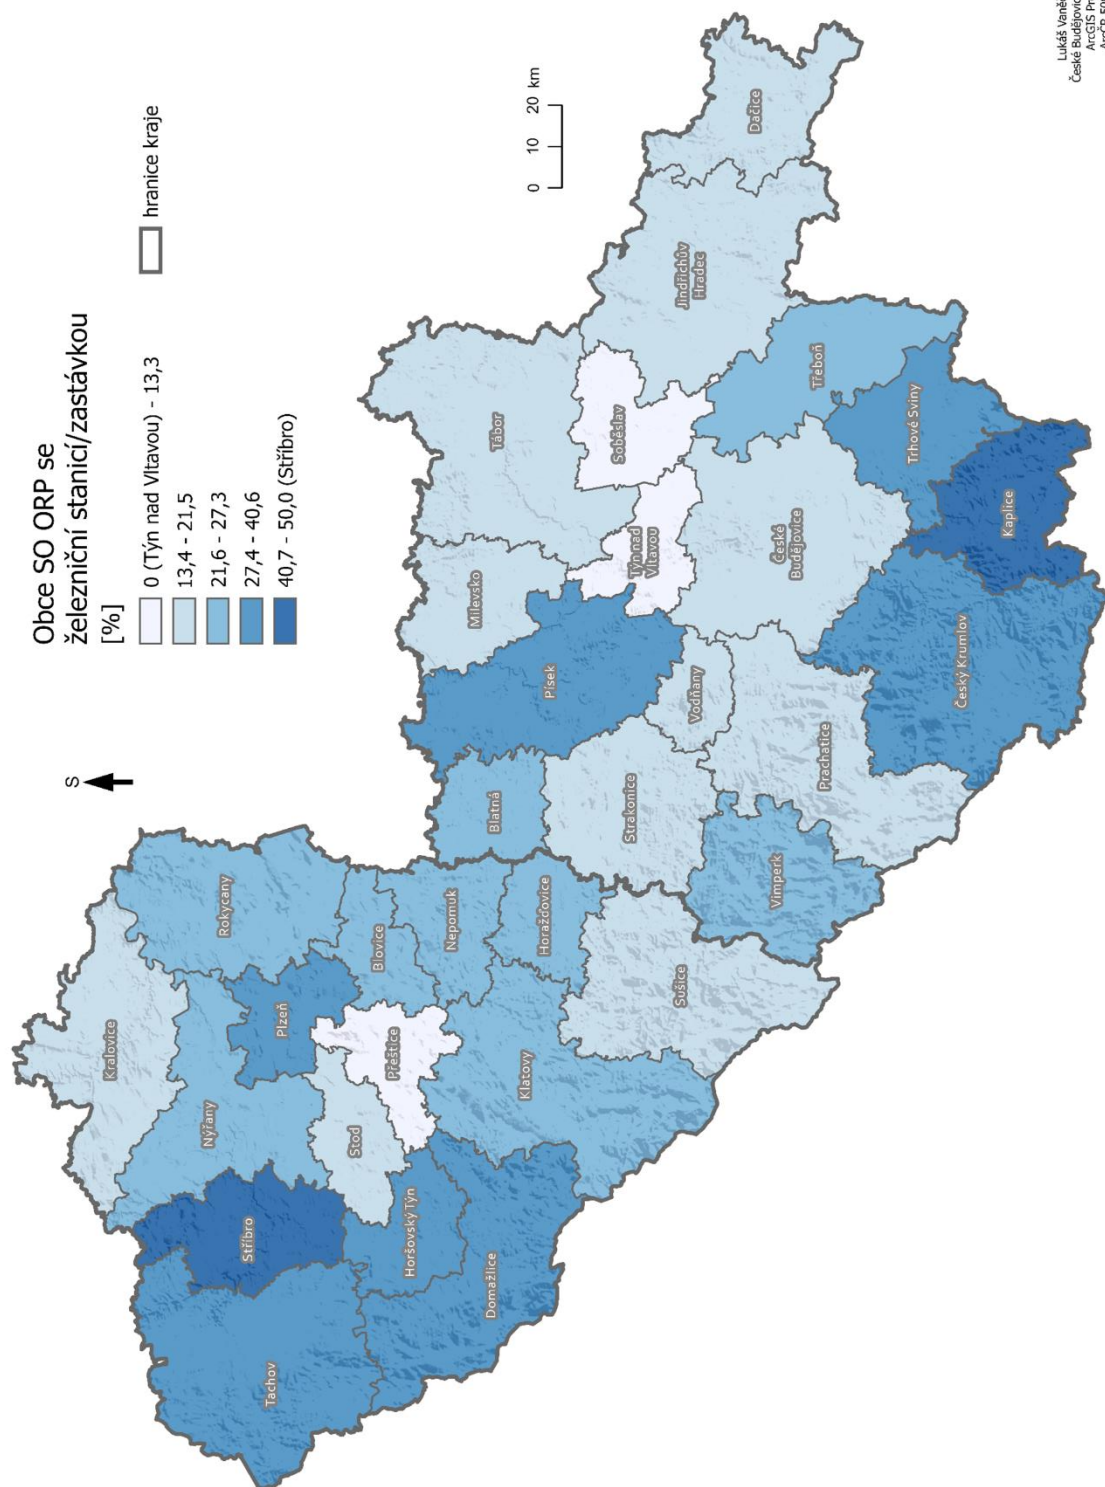 Obce SO ORP se
železniční stanicí/zastávkou
[%]
0 (Týn nad Vltavou) - 13,3
13,4 - 21,5
21,6 - 27,3
27,4 - 40,6
40,7 - 50,0 (Stříbro)
hranice kraje
S
0 10 20 km
Kralovice
Rokycany
Nýřany
Plzeň
Stříbro
Tachov
Stod
Přeštice
Blovice
Nepomuk
Horšovský Týn
Domažlice
Klatovy
Horažďovice
Sušice
Blatná
Strakonice
Vimperk
Písek
Milevsko
Tábor
Vodňany
Prachatice
Týn nad
Vltavou
Soběslav
České
Budějovice
Jindřichův
Hradec
Dačice
Třeboň
Trhové Sviny
Český Krumlov
Kaplice
Lukáš
České
ArcGIS